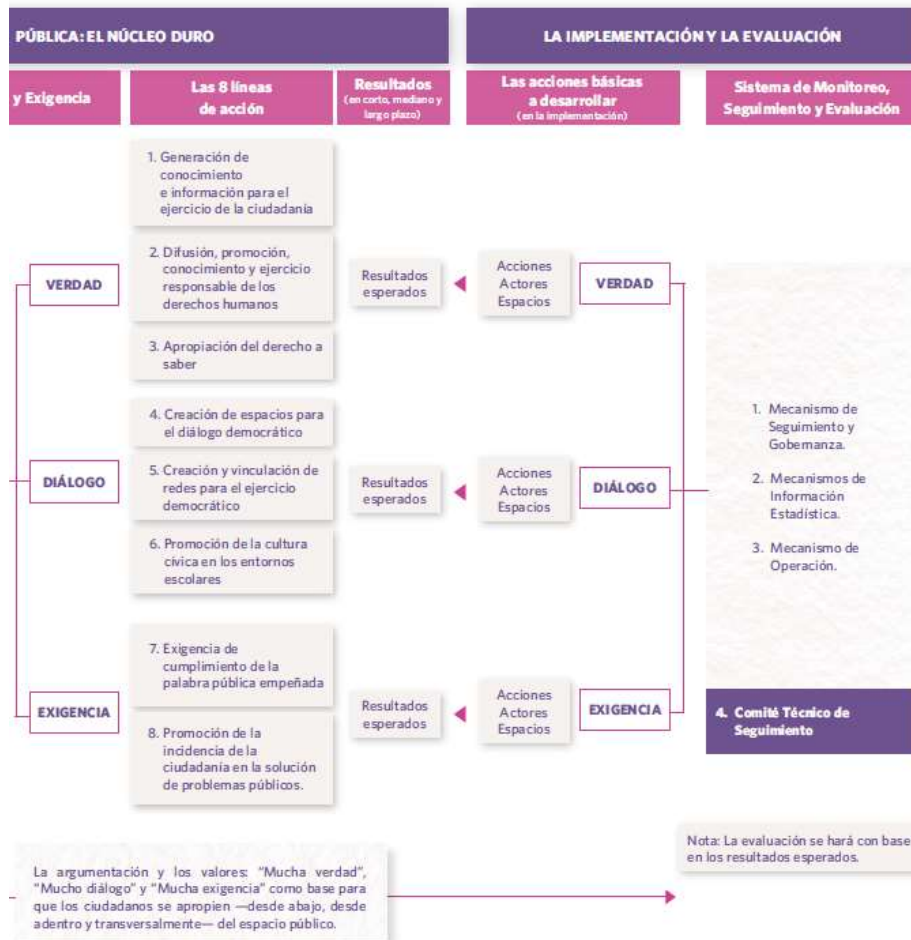 PÚBLICA: EL NÚCLEO DURO
LA IMPLEMENTACIÓN Y LA EVALUACIÓN
y Exigencia
Las 8 líneas
de acción
Resultados
(en corto, mediano y
largo plazo)
Las acciones básicas
a desarrollar
(en la implementación)
Sistema de Monitoreo,
Seguimiento y Evaluación
VERDAD
1. Generación de
conocimiento
e información para el
ejercicio de la ciudadanía
2. Difusión, promoción,
conocimiento y ejercicio
responsable de los
derechos humanos
3. Apropiación del derecho a
saber
Resultados
esperados
Acciones
Actores
Espacios
VERDAD
DIÁLOGO
4. Creación de espacios para
el diálogo democrático
5. Creación y vinculación de
redes para el ejercicio
democrático
6. Promoción de la cultura
cívica en los entornos
escolares
Resultados
esperados
Acciones
Actores
Espacios
DIÁLOGO
EXIGENCIA
7. Exigencia de
cumplimiento de la
palabra pública empeñada
8. Promoción de la
incidencia de la
ciudadanía en la solución
de problemas públicos.
Resultados
esperados
Acciones
Actores
Espacios
EXIGENCIA
1. Mecanismo de
Seguimiento y
Gobernanza.
2. Mecanismos de
Información
Estadística.
3. Mecanismo de
Operación.
4. Comité Técnico de
Seguimiento
Nota: La evaluación se hará con base
en los resultados esperados.
La argumentación y los valores: "Mucha verdad",
"Mucho diálogo" y "Mucha exigencia" como base para
que los ciudadanos se apropien —desde abajo, desde
adentro y transversalmente— del espacio público.